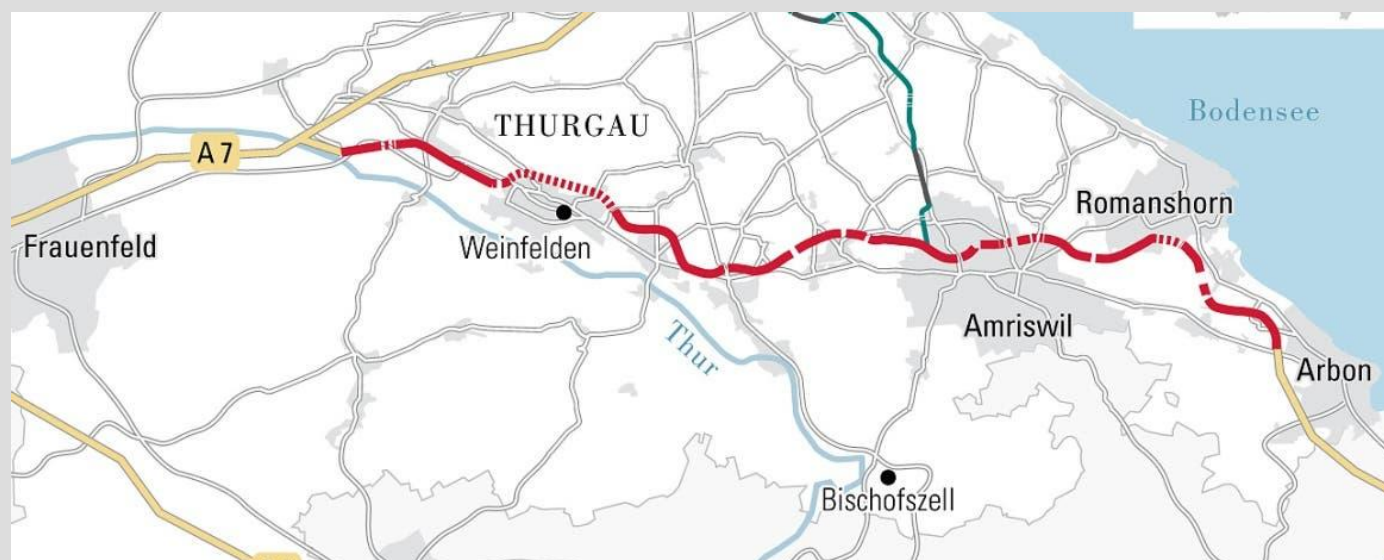 Bodensee
THURGAU
A 7
Romanshorn
Frauenfeld
Weinfelden
Amriswil
Thur
Arbon
Bischofszell